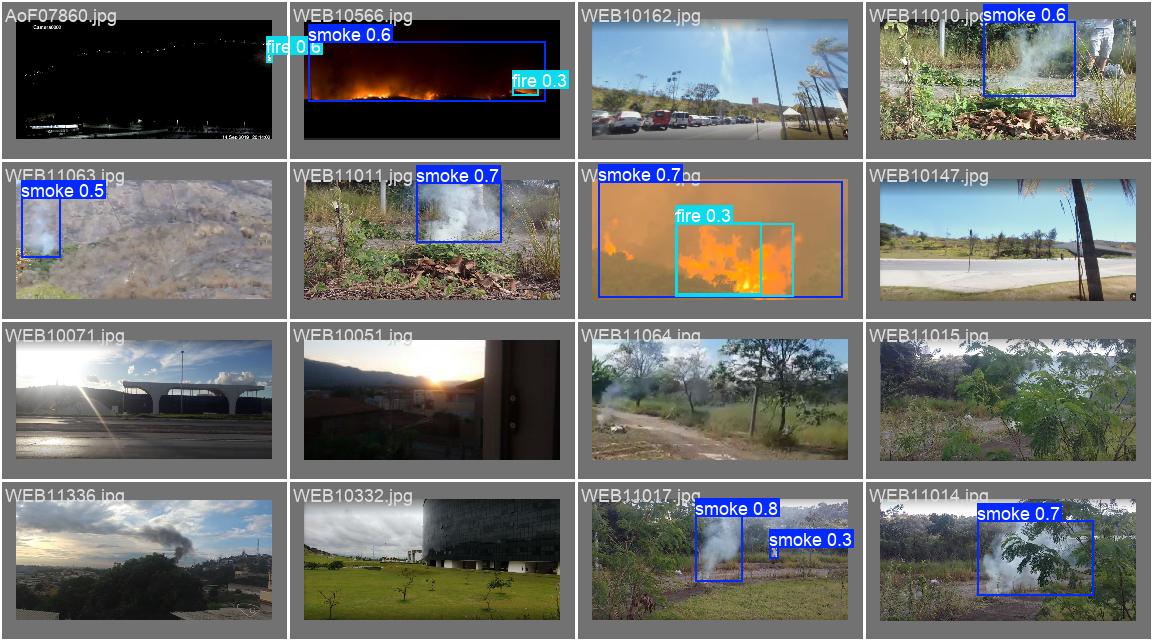 AoF07860.jpg
WEB10566.jpg
WEB10162.jpg
WEB11010.jpg
smoke 0.6
fire 0.6
smoke 0.6
fire 0.3
WEB11063.jpg
WEB11011.jpg
WEB10147.jpg
smoke 0.5
smoke 0.7
smoke 0.7
fire 0.3
WEB10071.jpg
WEB10051.jpg
WEB11064.jpg
WEB11015.jpg
WEB11336.jpg
WEB10332.jpg
WEB11017.jpg
WEB11014.jpg
smoke 0.8
smoke 0.3
smoke 0.7